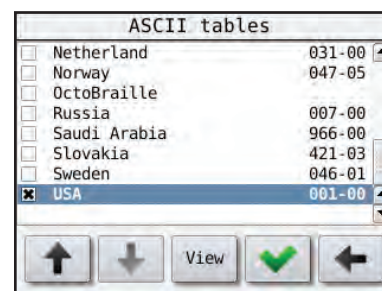 ASCII tables
Netherland 031-00
Norway 047-05
OctoBraille
Russia 007-00
Saudi Arabia 966-00
Slovakia 421-03
Sweden 046-01
USA 001-00
View